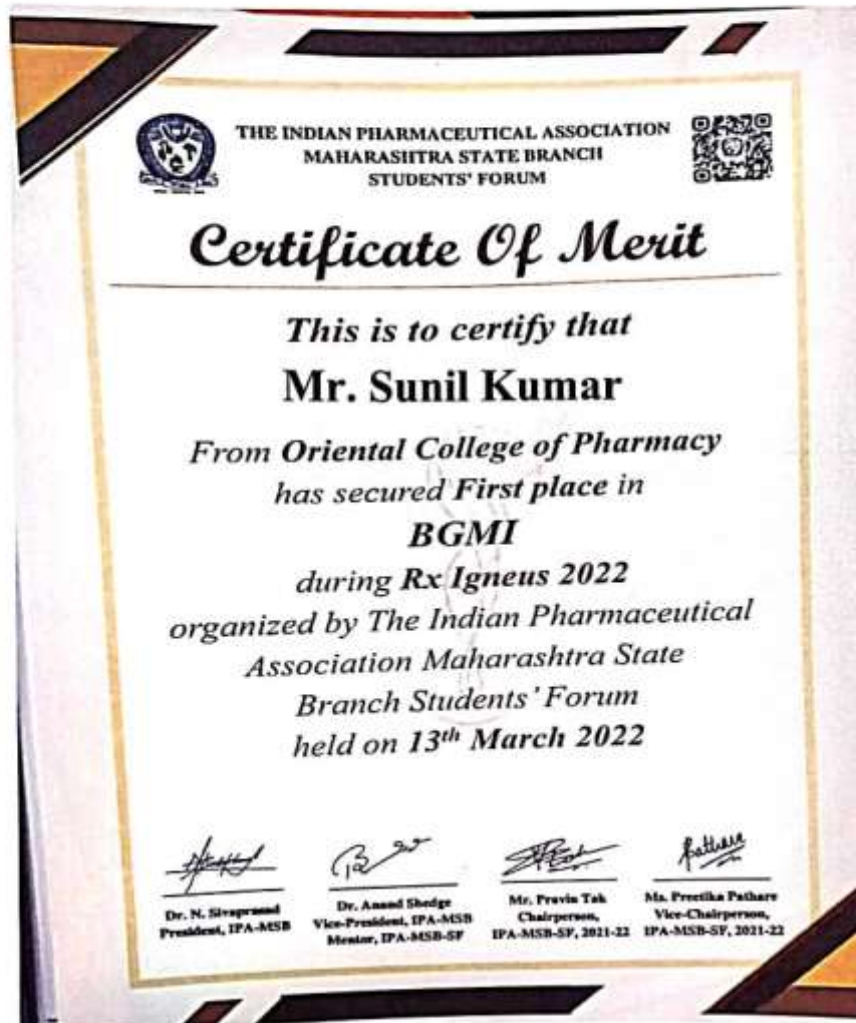 THE INDIAN PHARMACEUTICAL ASSOCIATION
MAHARASHTRA STATE BRANCH
STUDENTS' FORUM
Certificate Of Merit
This is to certify that
Mr. Sunil Kumar
From Oriental College of Pharmacy
has secured First place in
BGMI
during Rx Igneus 2022
organized by The Indian Pharmaceutical
Association Maharashtra State
Branch Students' Forum
held on 13th March 2022
Dr. N. Sivaprasad
President, IPA-MSB
Dr. Anand Shedge
Vice-President, IPA-MSB
Mentor, IPA-MSB-SF
Mr. Pravin Tak
Chairperson,
IPA-MSB-SF, 2021-22
Ms. Preetika Pathare
Vice-Chairperson,
IPA-MSB-SF, 2021-22